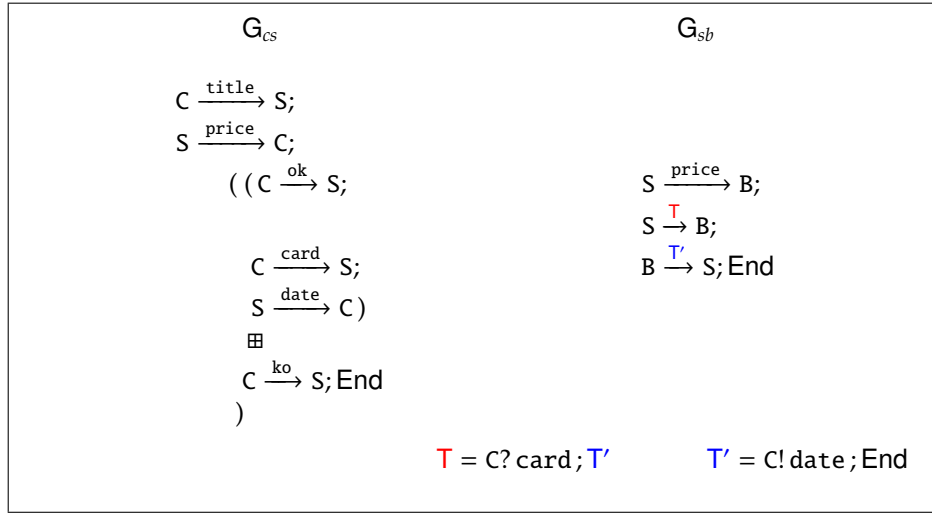 G_cs G_sb
C —title→ S;
S —price→ C;
( ( C —ok→ S; S —price→ B;
S —T→ B;
C —card→ S; B —T′→ S; End
S —date→ C )
⊞
C —ko→ S; End
)
T = C? card ; T′ T′ = C! date ; End